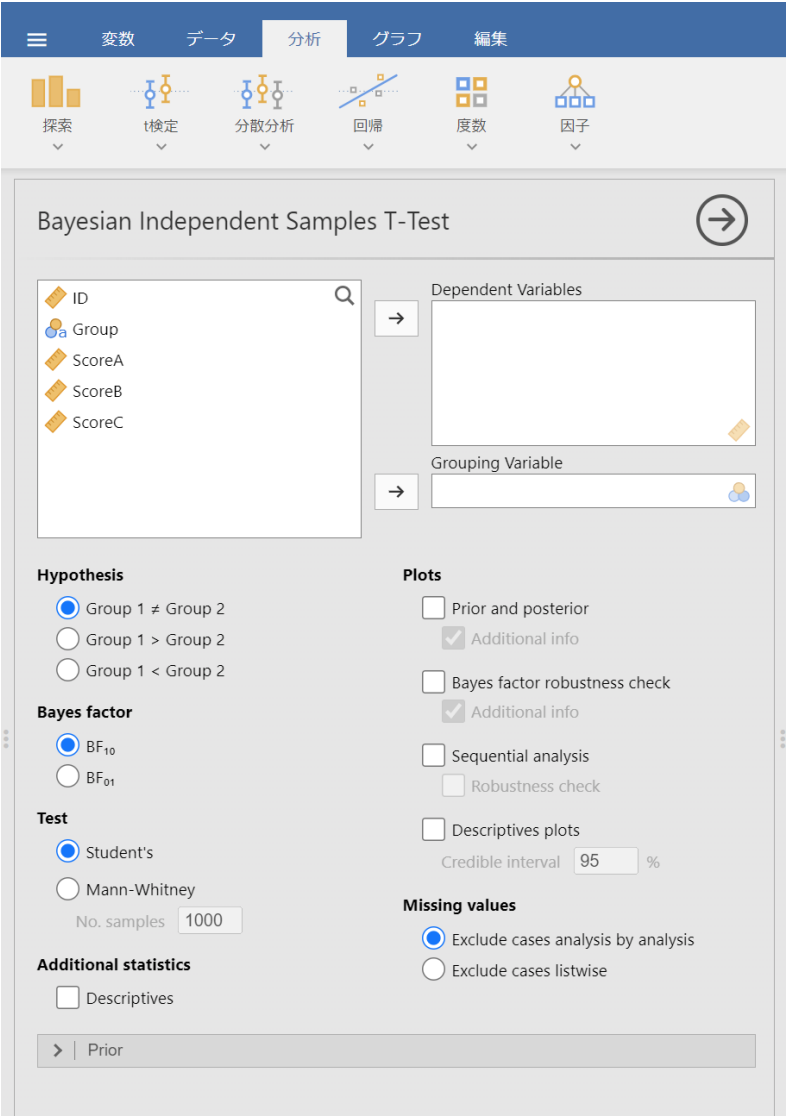 変数 データ 分析 グラフ 編集
探索 t検定 分散分析 回帰 度数 因子
Bayesian Independent Samples T-Test
ID
Group
ScoreA
ScoreB
ScoreC
Dependent Variables
Grouping Variable
Hypothesis
Group 1 ≠ Group 2
Group 1 > Group 2
Group 1 < Group 2
Bayes factor
BF₁₀
BF₀₁
Test
Student's
Mann-Whitney
No. samples 1000
Additional statistics
Descriptives
Plots
Prior and posterior
Additional info
Bayes factor robustness check
Additional info
Sequential analysis
Robustness check
Descriptives plots
Credible interval 95 %
Missing values
Exclude cases analysis by analysis
Exclude cases listwise
Prior